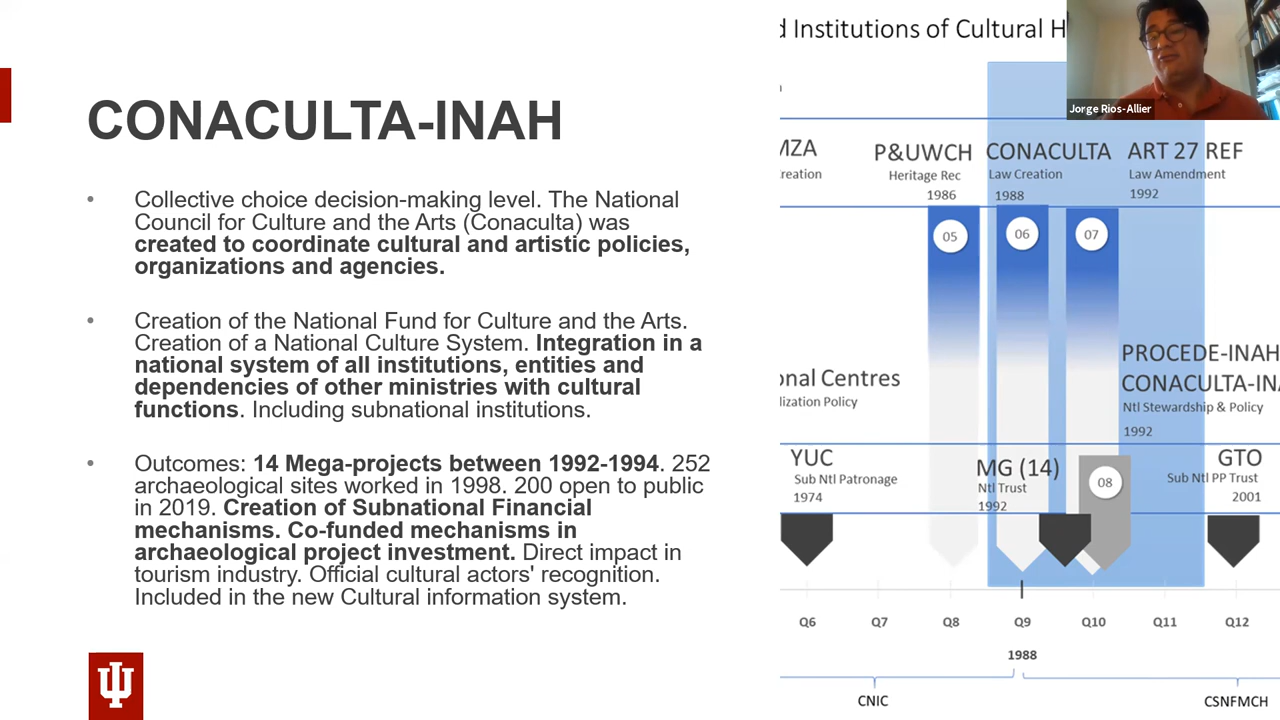 CONACULTA-INAH
• Collective choice decision-making level. The National
Council for Culture and the Arts (Conaculta) was
created to coordinate cultural and artistic policies,
organizations and agencies.
• Creation of the National Fund for Culture and the Arts.
Creation of a National Culture System. Integration in a
national system of all institutions, entities and
dependencies of other ministries with cultural
functions. Including subnational institutions.
• Outcomes: 14 Mega-projects between 1992-1994. 252
archaeological sites worked in 1998. 200 open to public
in 2019. Creation of Subnational Financial
mechanisms. Co-funded mechanisms in
archaeological project investment. Direct impact in
tourism industry. Official cultural actors' recognition.
Included in the new Cultural information system.
d Institutions of Cultural H
Jorge Rios-Allier
MZA
reation
P&UWCH
Heritage Rec
1986
CONACULTA
Law Creation
1988
ART 27 REF
Law Amendment
1992
05
06
07
onal Centres
lization Policy
PROCEDE-INAH
CONACULTA-INA
Ntl Stewardship & Policy
1992
YUC
Sub Ntl Patronage
1974
MG (14)
Ntl Trust
1992
08
GTO
Sub Ntl PP Trust
2001
Q6 Q7 Q8 Q9 Q10 Q11 Q12
1988
CNIC
CSNFMCH